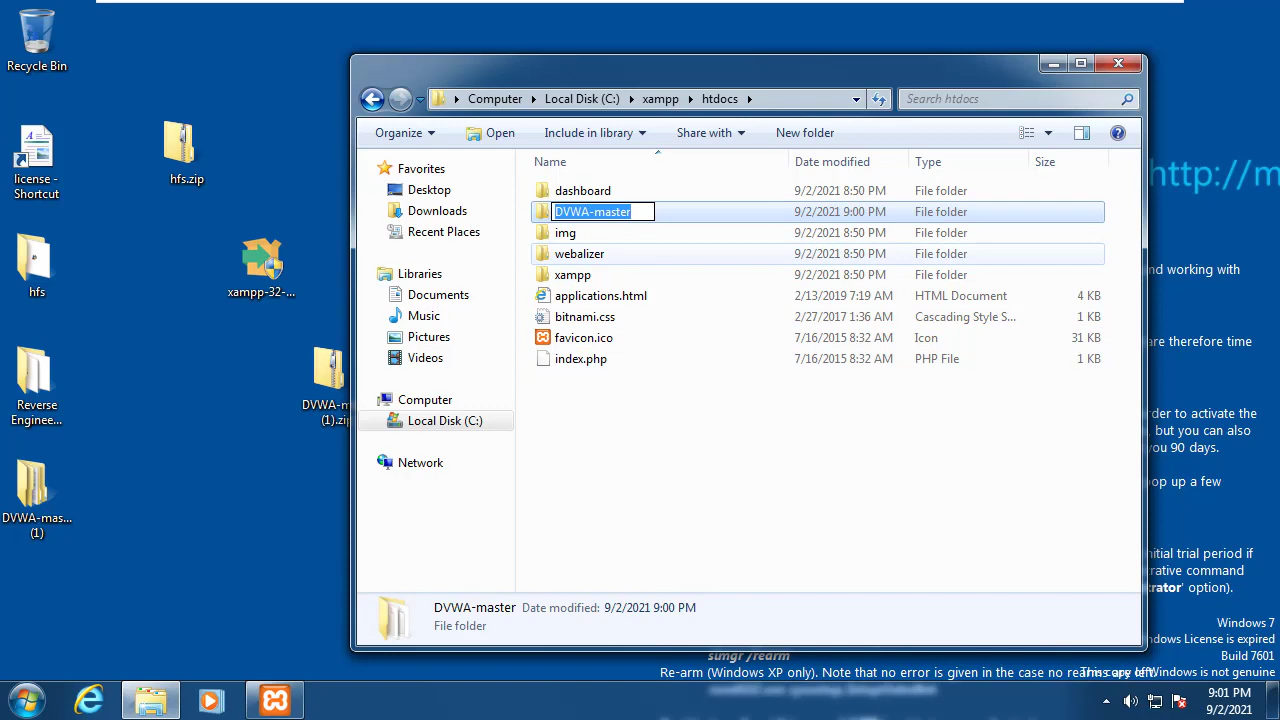 Recycle Bin
license -
Shortcut
hfs.zip
hfs
xampp-32-...
Reverse
Enginee...
DVWA-m
(1).zip
DVWA-mas...
(1)
Computer
Local Disk (C:)
xampp
htdocs
Search htdocs
Organize
Open
Include in library
Share with
New folder
Favorites
Desktop
Downloads
Recent Places
Libraries
Documents
Music
Pictures
Videos
Computer
Local Disk (C:)
Network
Name Date modified Type Size
dashboard 9/2/2021 8:50 PM File folder
DVWA-master 9/2/2021 9:00 PM File folder
img 9/2/2021 8:50 PM File folder
webalizer 9/2/2021 8:50 PM File folder
xampp 9/2/2021 8:50 PM File folder
applications.html 2/13/2019 7:19 AM HTML Document 4 KB
bitnami.css 2/27/2017 1:36 AM Cascading Style S... 1 KB
favicon.ico 7/16/2015 8:32 AM Icon 31 KB
index.php 7/16/2015 8:32 AM PHP File 1 KB
DVWA-master Date modified: 9/2/2021 9:00 PM
File folder
http://m
nd working with
are therefore time
order to activate the
, but you can also
you 90 days.
pop up a few
nitial trial period if
rative command
trator' option).
Windows 7
ndows License is expired
Build 7601
This copy of Windows is not genuine
slmgr /rearm
Re-arm (Windows XP only). Note that no error is given in the case no rearms are left.
9:01 PM
9/2/2021